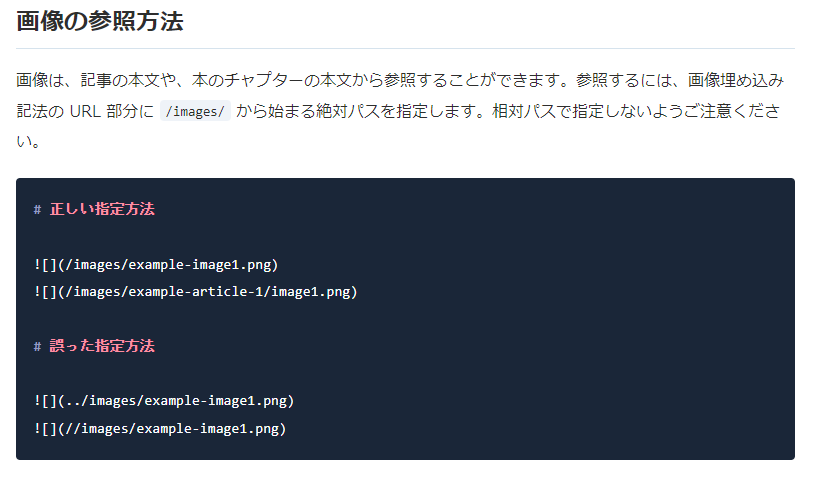 画像の参照方法
画像は、記事の本文や、本のチャプターの本文から参照することができます。参照するには、画像埋め込み
記法の URL 部分に /images/ から始まる絶対パスを指定します。相対パスで指定しないようご注意くださ
い。
# 正しい指定方法
![](/images/example-image1.png)
![](/images/example-article-1/image1.png)
# 誤った指定方法
![](../images/example-image1.png)
![](//images/example-image1.png)